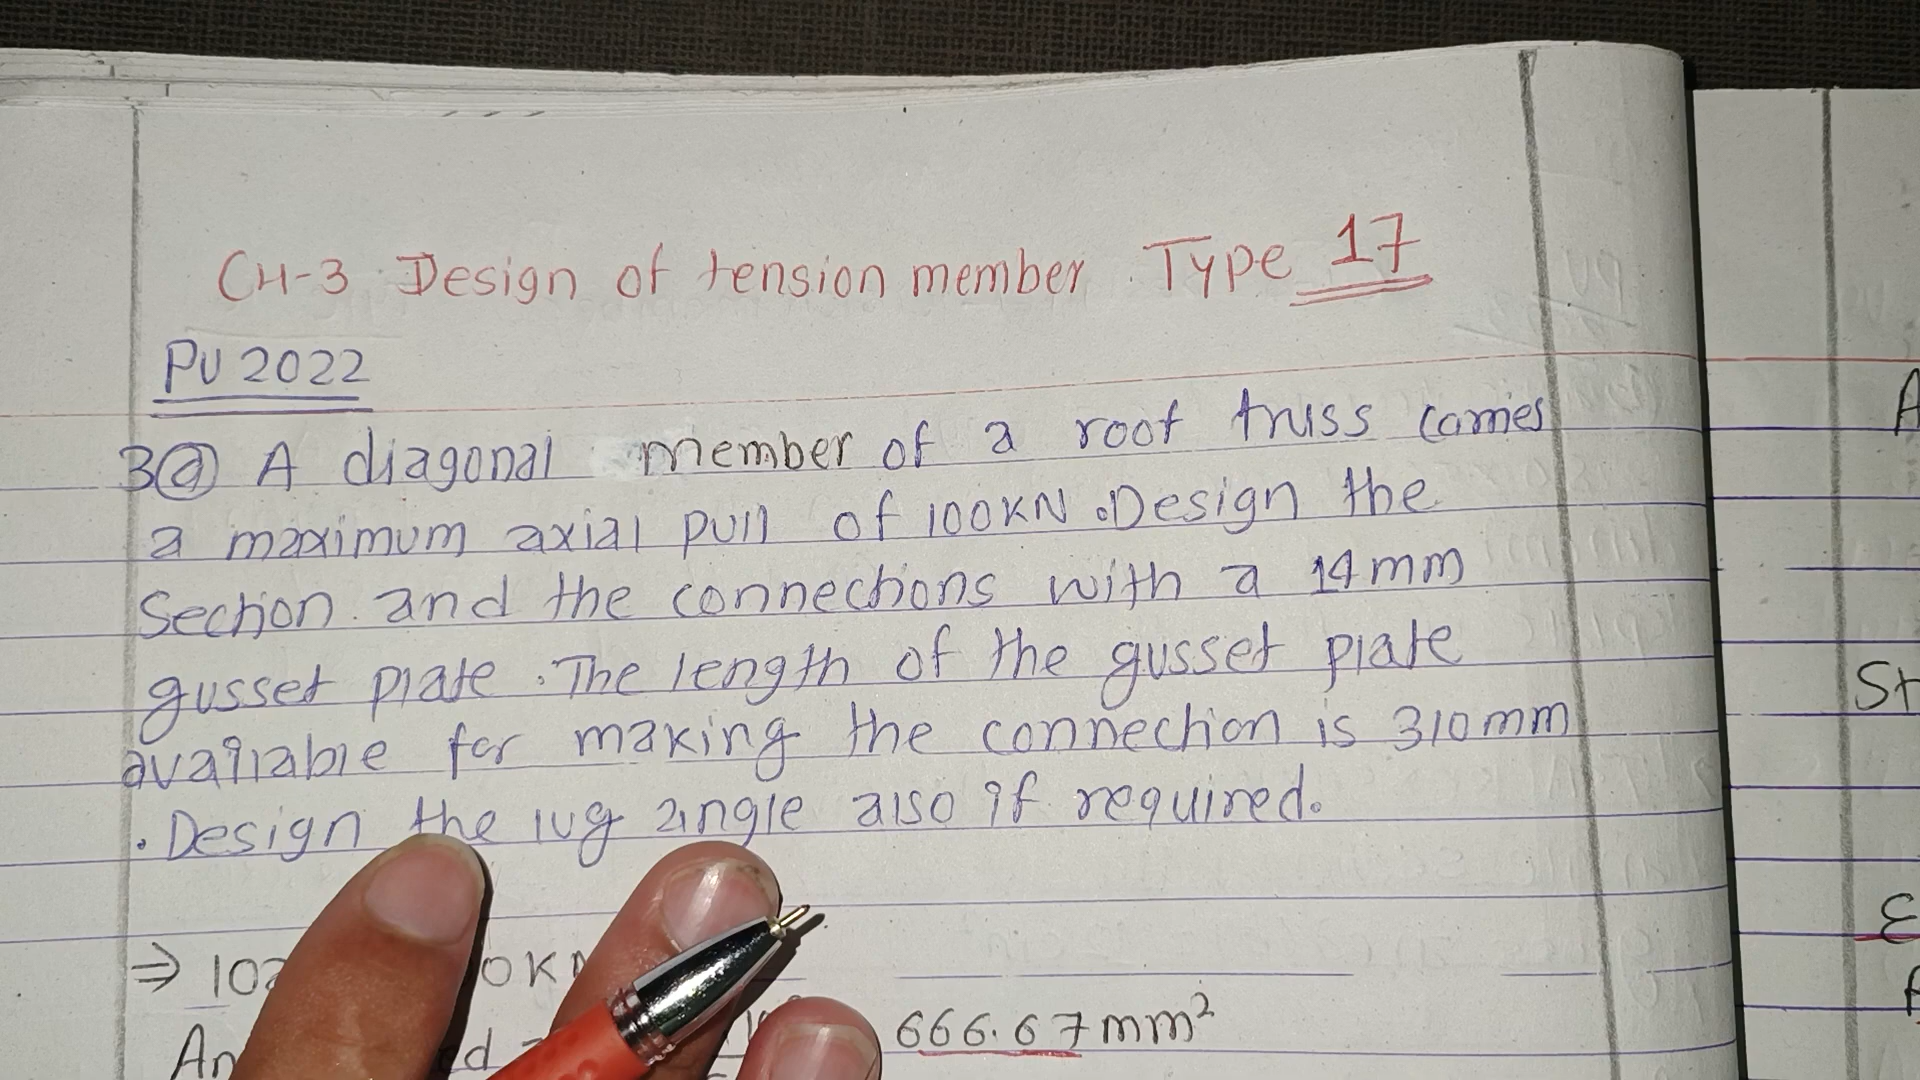 CH-3 Design of tension member Type 17
PU 2022
3(a) A diagonal member of a roof truss carries
a maximum axial pull of 100KN. Design the
Section and the connections with a 14mm
gusset plate. The length of the gusset plate
available for making the connection is 310mm
. Design the lug angle also if required.
⇒
666.67mm²